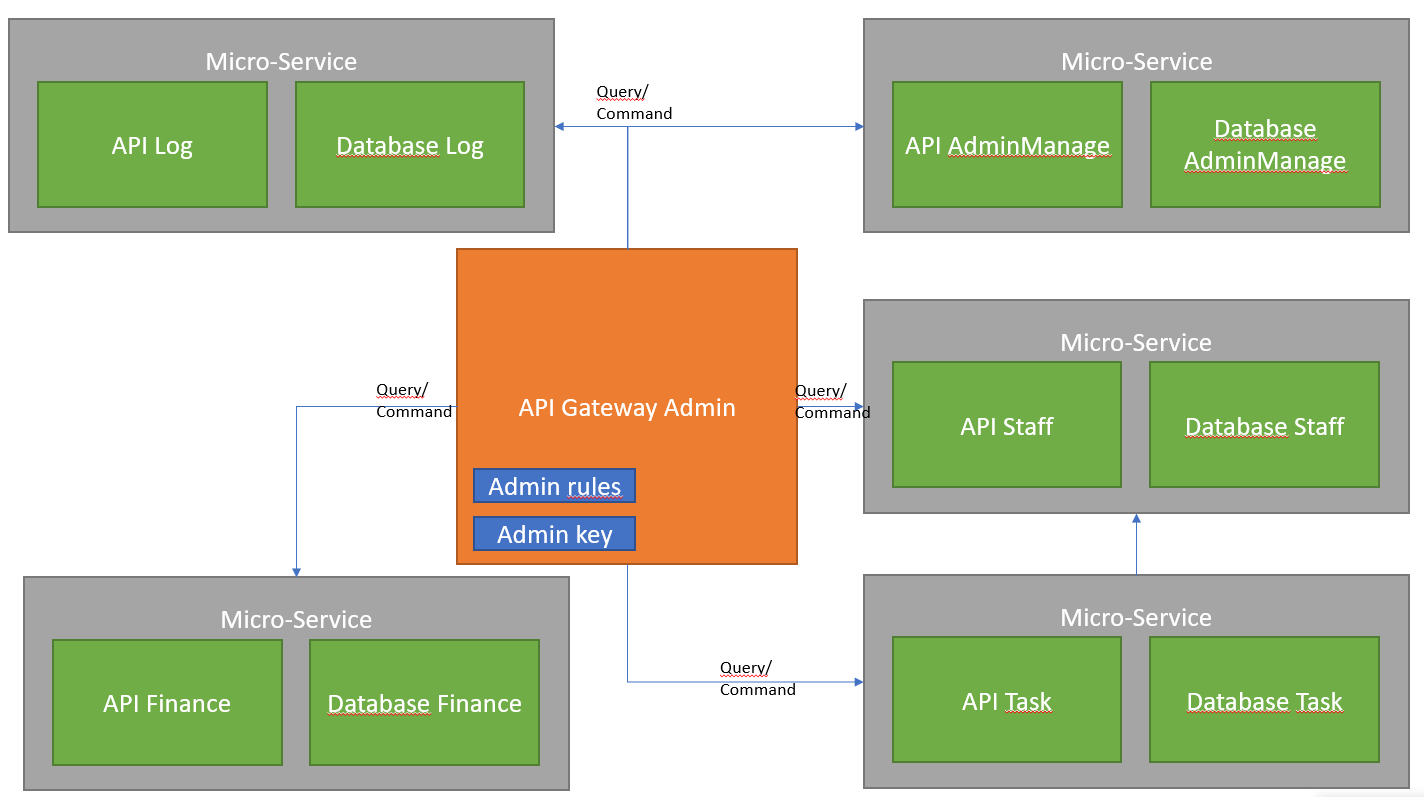 Micro-Service
API Log
Database Log
Query/
Command
Micro-Service
API AdminManage
Database
AdminManage
API Gateway Admin
Admin rules
Admin key
Query/
Command
Query/
Command
Micro-Service
API Staff
Database Staff
Micro-Service
API Finance
Database Finance
Query/
Command
Micro-Service
API Task
Database Task